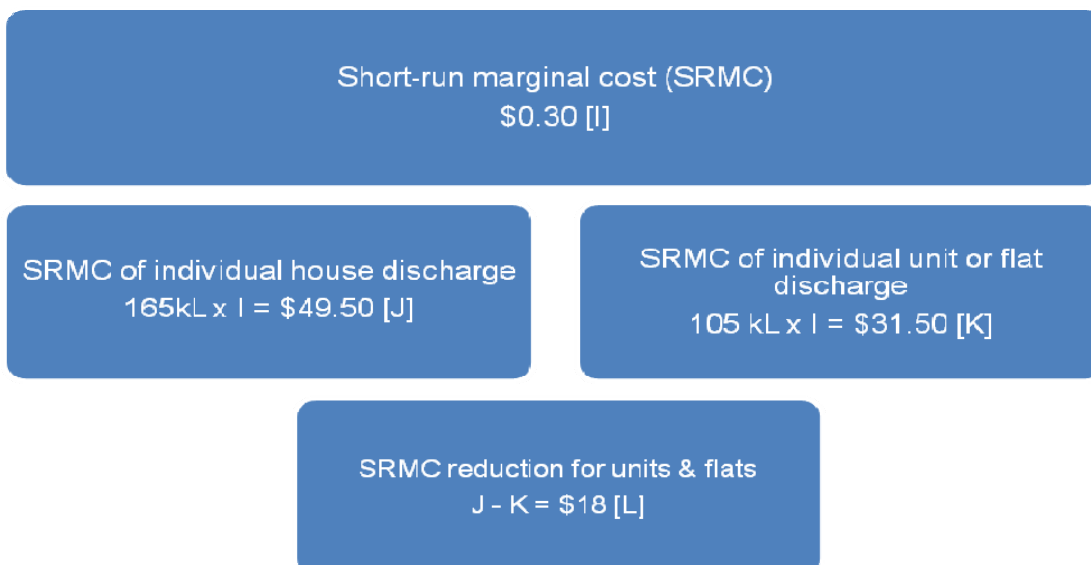 Short-run marginal cost (SRMC)
$0.30 [I]
SRMC of individual house discharge
165kL x I = $49.50 [J]
SRMC of individual unit or flat
discharge
105 kL x I = $31.50 [K]
SRMC reduction for units & flats
J - K = $18 [L]